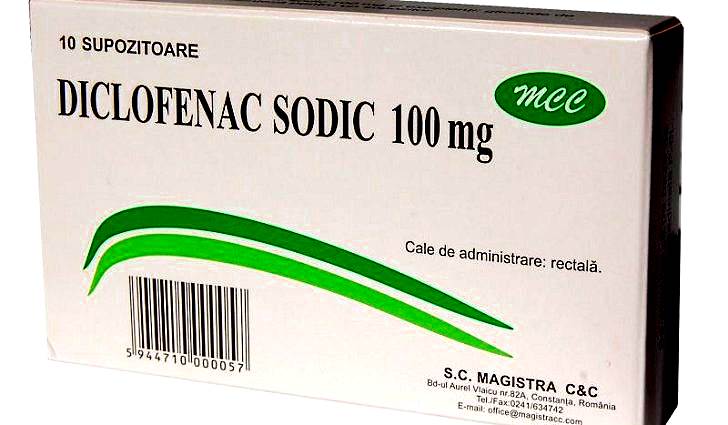 10 SUPOZITOARE
DICLOFENAC SODIC 100 mg
MCC
Cale de administrare: rectală.
5 944710 000057
S.C. MAGISTRA C&C
Bd-ul Aurel Vlaicu nr.82A, Constanţa, România
Tel./Fax:0241/634742
E-mail: office@magistracc.com